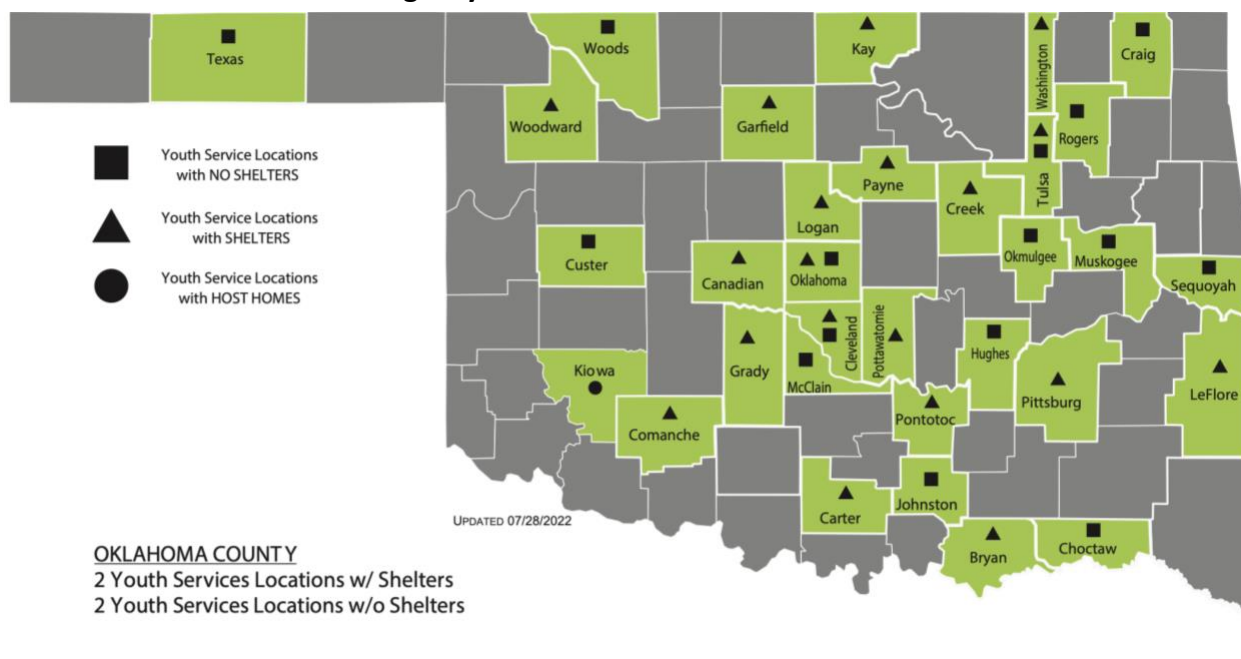 Texas
Woods
Kay
Washington
Craig
Woodward
Garfield
Rogers
Youth Service Locations
with NO SHELTERS
Payne
Tulsa
Creek
Logan
Youth Service Locations
with SHELTERS
Custer
Canadian
Oklahoma
Okmulgee
Muskogee
Sequoyah
Youth Service Locations
with HOST HOMES
Cleveland
Pottawatomie
Hughes
Kiowa
Grady
McClain
Pittsburg
LeFlore
Comanche
Pontotoc
Carter
Johnston
UPDATED 07/28/2022
Bryan
Choctaw
OKLAHOMA COUNTY
2 Youth Services Locations w/ Shelters
2 Youth Services Locations w/o Shelters